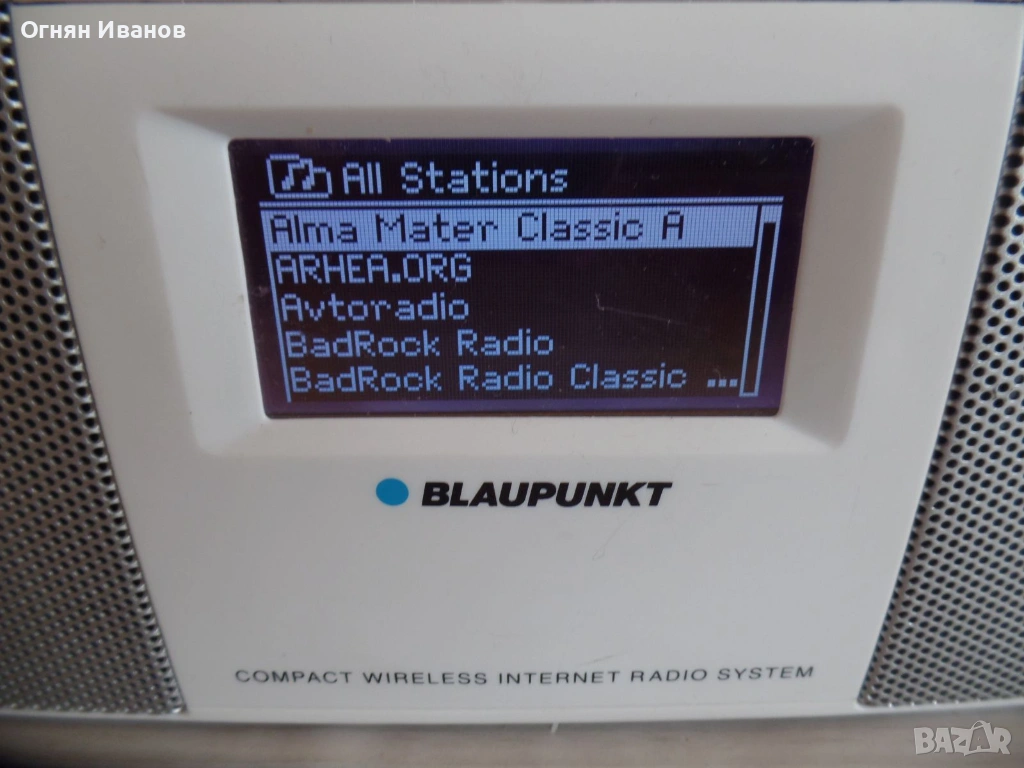 Огнян Иванов
All Stations
Alma Mater Classic A
ARHEA.ORG
Avtoradio
BadRock Radio
BadRock Radio Classic ...
BLAUPUNKT
COMPACT WIRELESS INTERNET RADIO SYSTEM
BAZAR